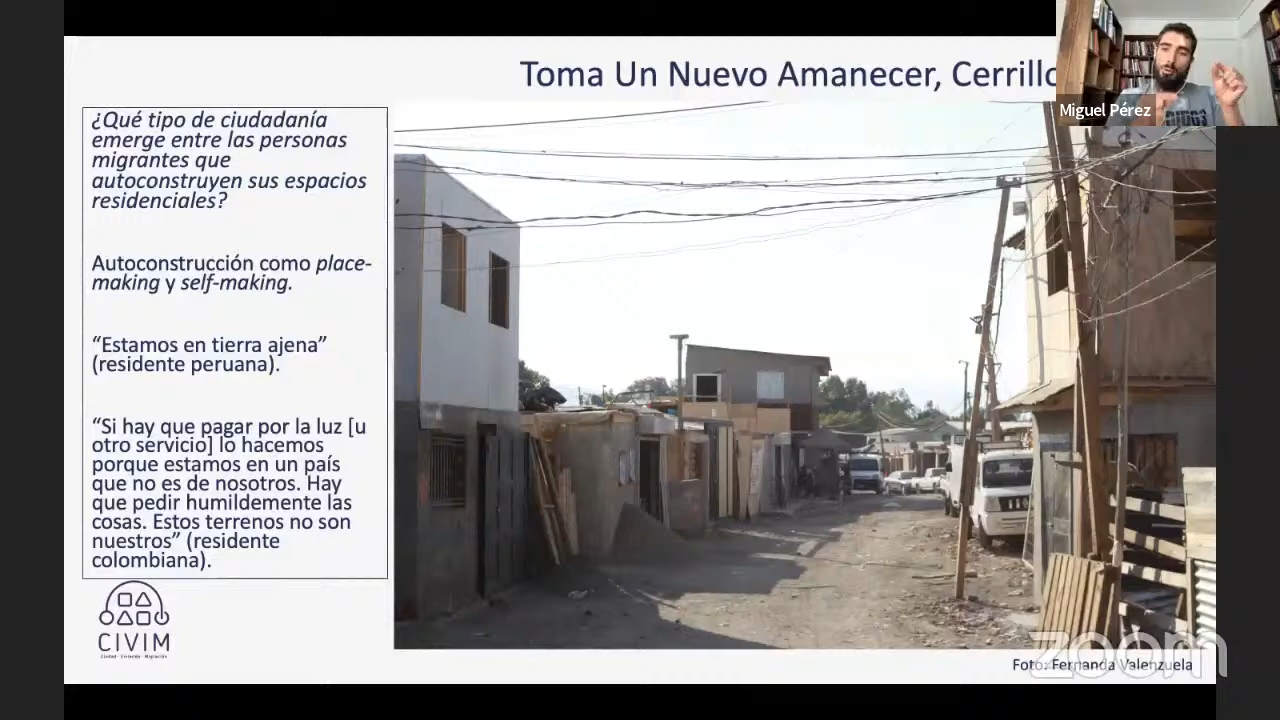 Toma Un Nuevo Amanecer, Cerrillo
Miguel Pérez
¿Qué tipo de ciudadanía
emerge entre las personas
migrantes que
autoconstruyen sus espacios
residenciales?
Autoconstrucción como place-
making y self-making.
“Estamos en tierra ajena”
(residente peruana).
“Si hay que pagar por la luz [u
otro servicio] lo hacemos
porque estamos en un país
que no es de nosotros. Hay
que pedir humildemente las
cosas. Estos terrenos no son
nuestros” (residente
colombiana).
CIVIM
Ciudad · Vivienda · Migración
Foto: Fernanda Valenzuela
zoom